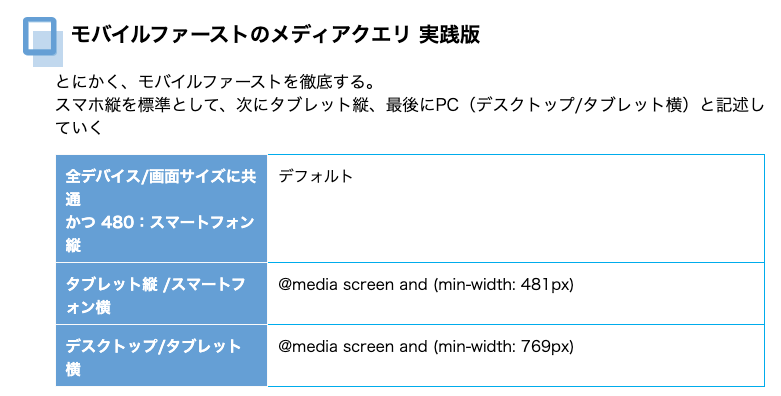 モバイルファーストのメディアクエリ 実践版
とにかく、モバイルファーストを徹底する。
スマホ縦を標準として、次にタブレット縦、最後にPC（デスクトップ/タブレット横）と記述し
ていく
全デバイス/画面サイズに共
通
かつ 480：スマートフォン
縦
デフォルト
タブレット縦 /スマートフ
ォン横
@media screen and (min-width: 481px)
デスクトップ/タブレット
横
@media screen and (min-width: 769px)